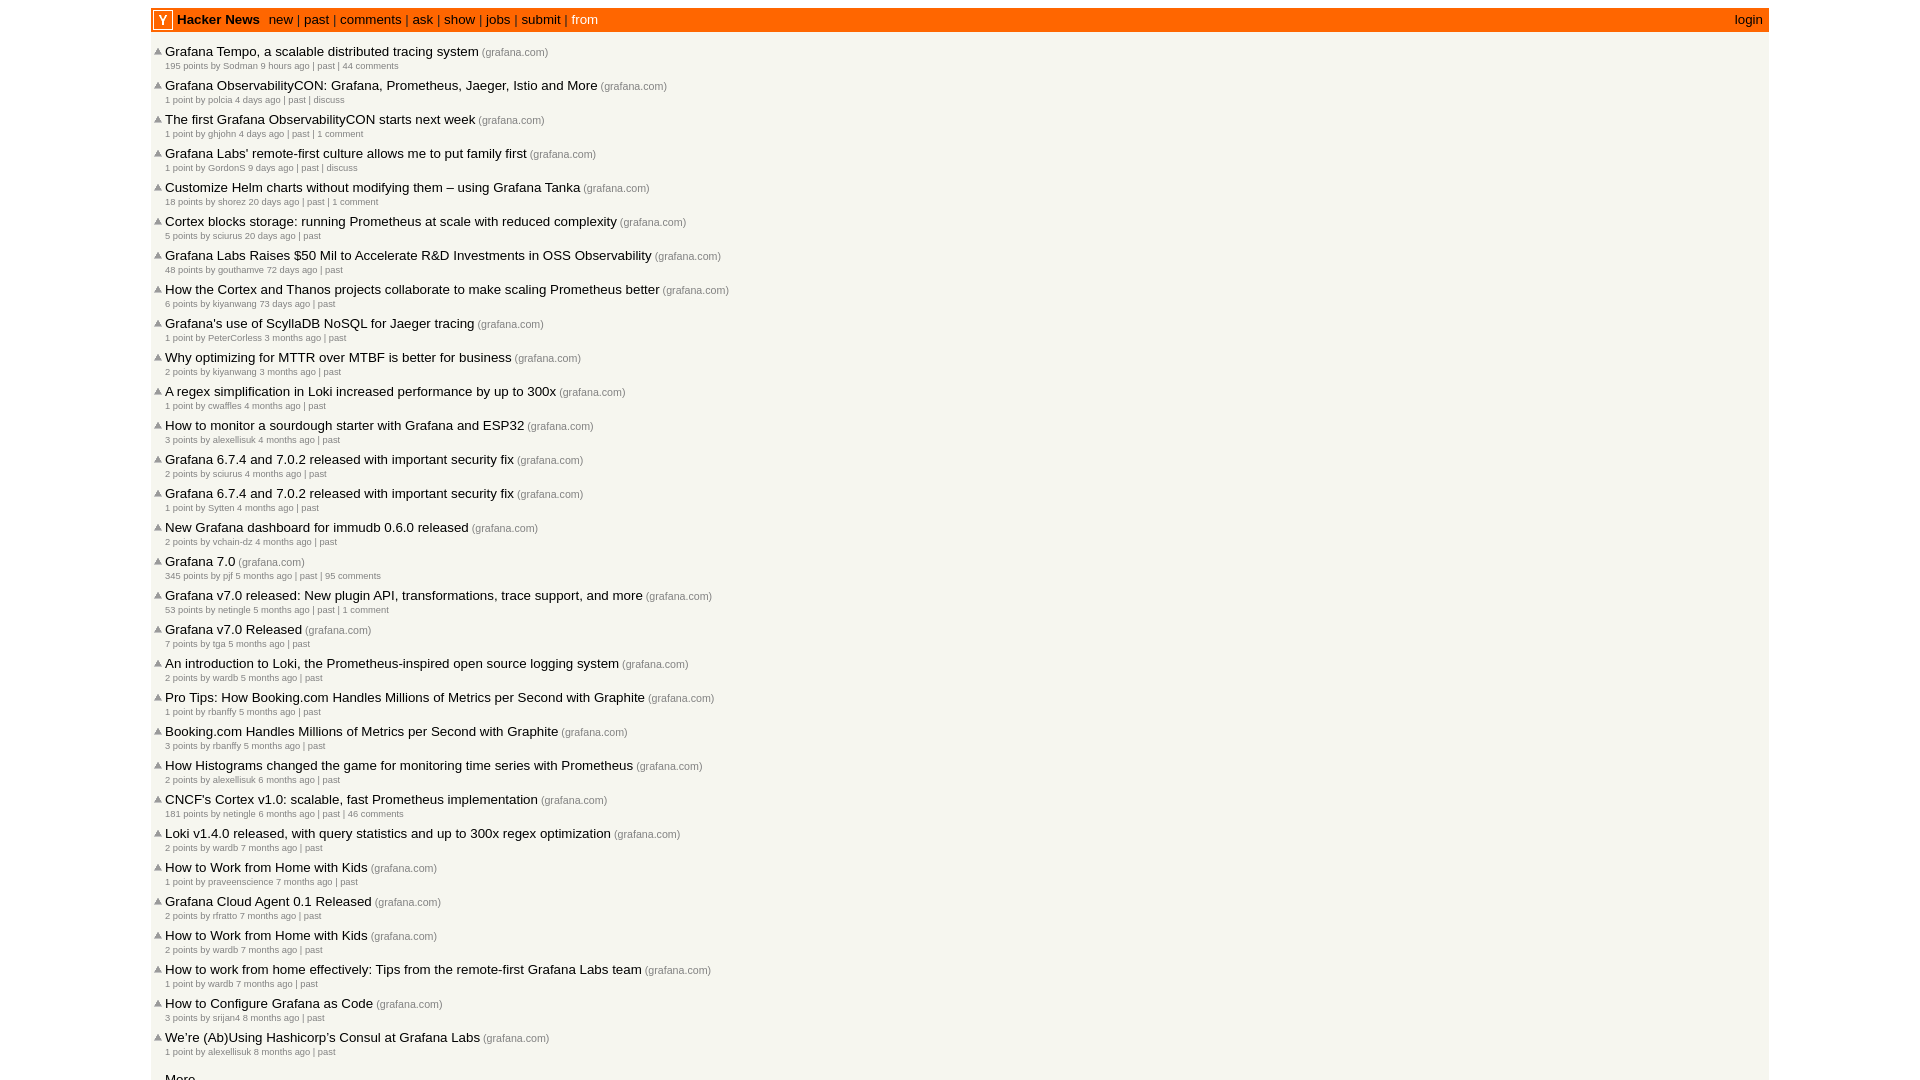 Y Hacker News new | past | comments | ask | show | jobs | submit | from login
Grafana Tempo, a scalable distributed tracing system (grafana.com)
195 points by Sodman 9 hours ago | past | 44 comments
Grafana ObservabilityCON: Grafana, Prometheus, Jaeger, Istio and More (grafana.com)
1 point by polcia 4 days ago | past | discuss
The first Grafana ObservabilityCON starts next week (grafana.com)
1 point by ghjohn 4 days ago | past | 1 comment
Grafana Labs' remote-first culture allows me to put family first (grafana.com)
1 point by GordonS 9 days ago | past | discuss
Customize Helm charts without modifying them – using Grafana Tanka (grafana.com)
18 points by shorez 20 days ago | past | 1 comment
Cortex blocks storage: running Prometheus at scale with reduced complexity (grafana.com)
5 points by sciurus 20 days ago | past
Grafana Labs Raises $50 Mil to Accelerate R&D Investments in OSS Observability (grafana.com)
48 points by gouthamve 72 days ago | past
How the Cortex and Thanos projects collaborate to make scaling Prometheus better (grafana.com)
6 points by kiyanwang 73 days ago | past
Grafana's use of ScyllaDB NoSQL for Jaeger tracing (grafana.com)
1 point by PeterCorless 3 months ago | past
Why optimizing for MTTR over MTBF is better for business (grafana.com)
2 points by kiyanwang 3 months ago | past
A regex simplification in Loki increased performance by up to 300x (grafana.com)
1 point by cwaffles 4 months ago | past
How to monitor a sourdough starter with Grafana and ESP32 (grafana.com)
3 points by alexellisuk 4 months ago | past
Grafana 6.7.4 and 7.0.2 released with important security fix (grafana.com)
2 points by sciurus 4 months ago | past
Grafana 6.7.4 and 7.0.2 released with important security fix (grafana.com)
1 point by Sytten 4 months ago | past
New Grafana dashboard for immudb 0.6.0 released (grafana.com)
2 points by vchain-dz 4 months ago | past
Grafana 7.0 (grafana.com)
345 points by pjf 5 months ago | past | 95 comments
Grafana v7.0 released: New plugin API, transformations, trace support, and more (grafana.com)
53 points by netingle 5 months ago | past | 1 comment
Grafana v7.0 Released (grafana.com)
7 points by tga 5 months ago | past
An introduction to Loki, the Prometheus-inspired open source logging system (grafana.com)
2 points by wardb 5 months ago | past
Pro Tips: How Booking.com Handles Millions of Metrics per Second with Graphite (grafana.com)
1 point by rbanffy 5 months ago | past
Booking.com Handles Millions of Metrics per Second with Graphite (grafana.com)
3 points by rbanffy 5 months ago | past
How Histograms changed the game for monitoring time series with Prometheus (grafana.com)
2 points by alexellisuk 6 months ago | past
CNCF's Cortex v1.0: scalable, fast Prometheus implementation (grafana.com)
181 points by netingle 6 months ago | past | 46 comments
Loki v1.4.0 released, with query statistics and up to 300x regex optimization (grafana.com)
2 points by wardb 7 months ago | past
How to Work from Home with Kids (grafana.com)
1 point by praveenscience 7 months ago | past
Grafana Cloud Agent 0.1 Released (grafana.com)
2 points by rfratto 7 months ago | past
How to Work from Home with Kids (grafana.com)
2 points by wardb 7 months ago | past
How to work from home effectively: Tips from the remote-first Grafana Labs team (grafana.com)
1 point by wardb 7 months ago | past
How to Configure Grafana as Code (grafana.com)
3 points by srijan4 8 months ago | past
We're (Ab)Using Hashicorp's Consul at Grafana Labs (grafana.com)
1 point by alexellisuk 8 months ago | past
More